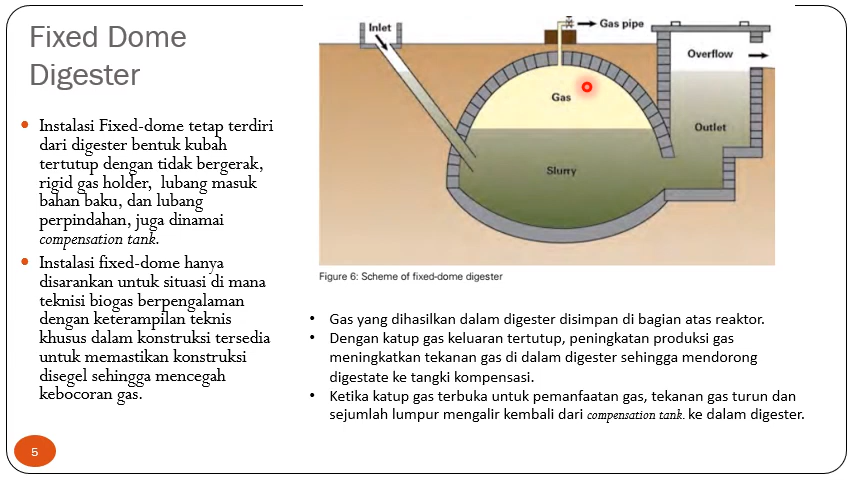 Fixed Dome
Digester
Instalasi Fixed-dome tetap terdiri
dari digester bentuk kubah
tertutup dengan tidak bergerak,
rigid gas holder, lubang masuk
bahan baku, dan lubang
perpindahan, juga dinamai
compensation tank.
Instalasi fixed-dome hanya
disarankan untuk situasi di mana
teknisi biogas berpengalaman
dengan keterampilan teknis
khusus dalam konstruksi tersedia
untuk memastikan konstruksi
disegel sehingga mencegah
kebocoran gas.
Inlet
Gas pipe
Overflow
Gas
Outlet
Slurry
Figure 6: Scheme of fixed-dome digester
• Gas yang dihasilkan dalam digester disimpan di bagian atas reaktor.
• Dengan katup gas keluaran tertutup, peningkatan produksi gas
meningkatkan tekanan gas di dalam digester sehingga mendorong
digestate ke tangki kompensasi.
• Ketika katup gas terbuka untuk pemanfaatan gas, tekanan gas turun dan
sejumlah lumpur mengalir kembali dari compensation tank. ke dalam digester.
5